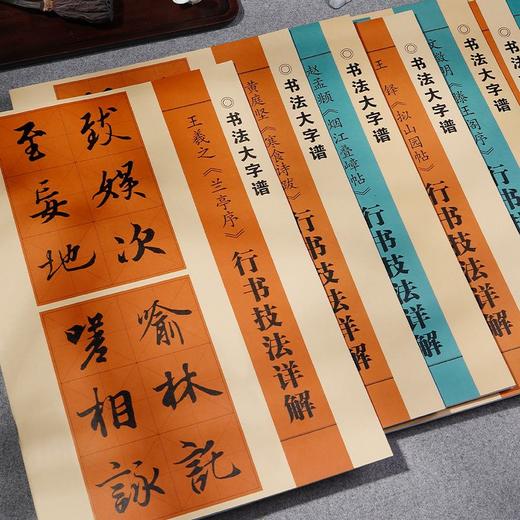 致娱次
至妄地
喻林託
嗟相詠
◎书法大字谱
王羲之《兰亭序》
行书技法详解
◎书法大字谱
黄庭坚《寒食诗跋》
行书技法详解
◎书法大字谱
赵孟頫《烟江叠嶂帖》
行书技法详解
◎书法大字谱
王铎《拟山园帖》
行书技法详解
◎书法大字谱
文徵明《滕王阁序》
行书